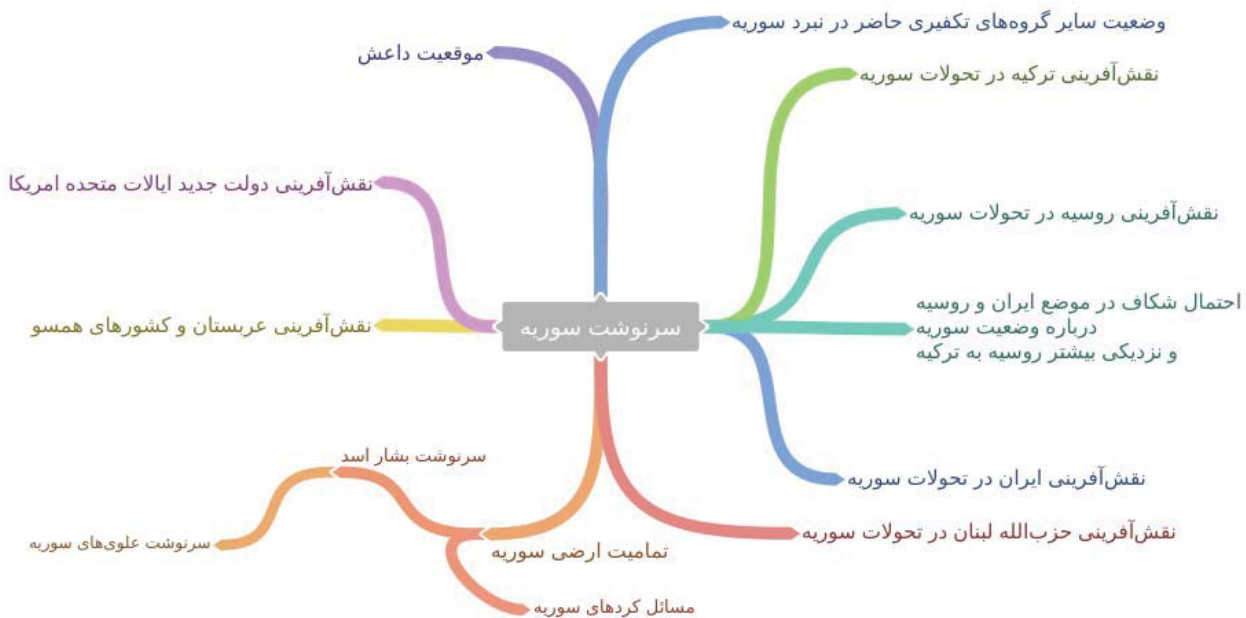 وضعیت سایر گروه‌های تکفیری حاضر در نبرد سوریه
موقعیت داعش
نقش‌آفرینی ترکیه در تحولات سوریه
نقش‌آفرینی دولت جدید ایالات متحده امریکا
نقش‌آفرینی روسیه در تحولات سوریه
احتمال شکاف در موضع ایران و روسیه
درباره وضعیت سوریه
و نزدیکی بیشتر روسیه به ترکیه
سرنوشت سوریه
نقش‌آفرینی عربستان و کشورهای همسو
نقش‌آفرینی ایران در تحولات سوریه
سرنوشت بشار اسد
نقش‌آفرینی حزب‌الله لبنان در تحولات سوریه
تمامیت ارضی سوریه
سرنوشت علوی‌های سوریه
مسائل کردهای سوریه